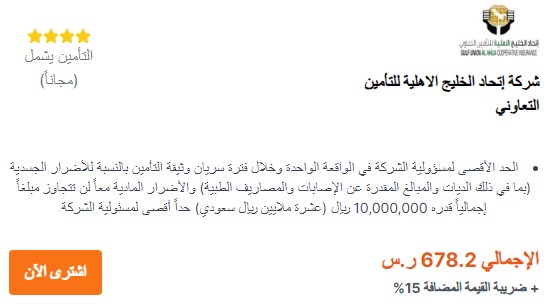 إتحاد الخليج الاهلية للتأمين التعاوني
GULF UNION AL AHLIA COOPERATIVE INSURANCE
شركة إتحاد الخليج الاهلية للتأمين
التعاوني
التأمين يشمل
(مجاناً)
الحد الأقصى لمسؤولية الشركة في الواقعة الواحدة وخلال فترة سريان وثيقة التأمين بالنسبة للأضرار الجسدية
(بما في ذلك الديات والمبالغ المقدرة عن الإصابات والمصاريف الطبية) والأضرار المادية معاً لن تتجاوز مبلغاً
إجمالياً قدره 10,000,000 ريال (عشرة ملايين ريال سعودي) حداً أقصى لمسئولية الشركة
الإجمالي 678.2 ر.س
+ ضريبة القيمة المضافة 15%
اشترى الآن